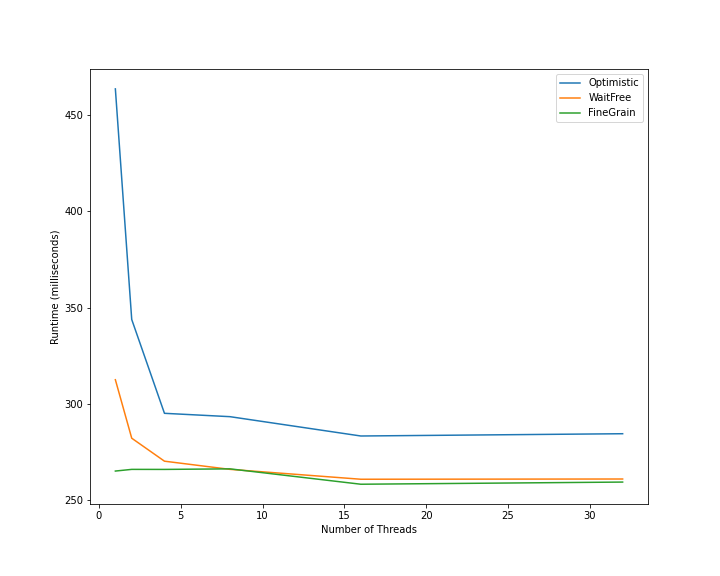 Optimistic
WaitFree
FineGrain
450
400
350
300
250
Runtime (milliseconds)
0 5 10 15 20 25 30
Number of Threads